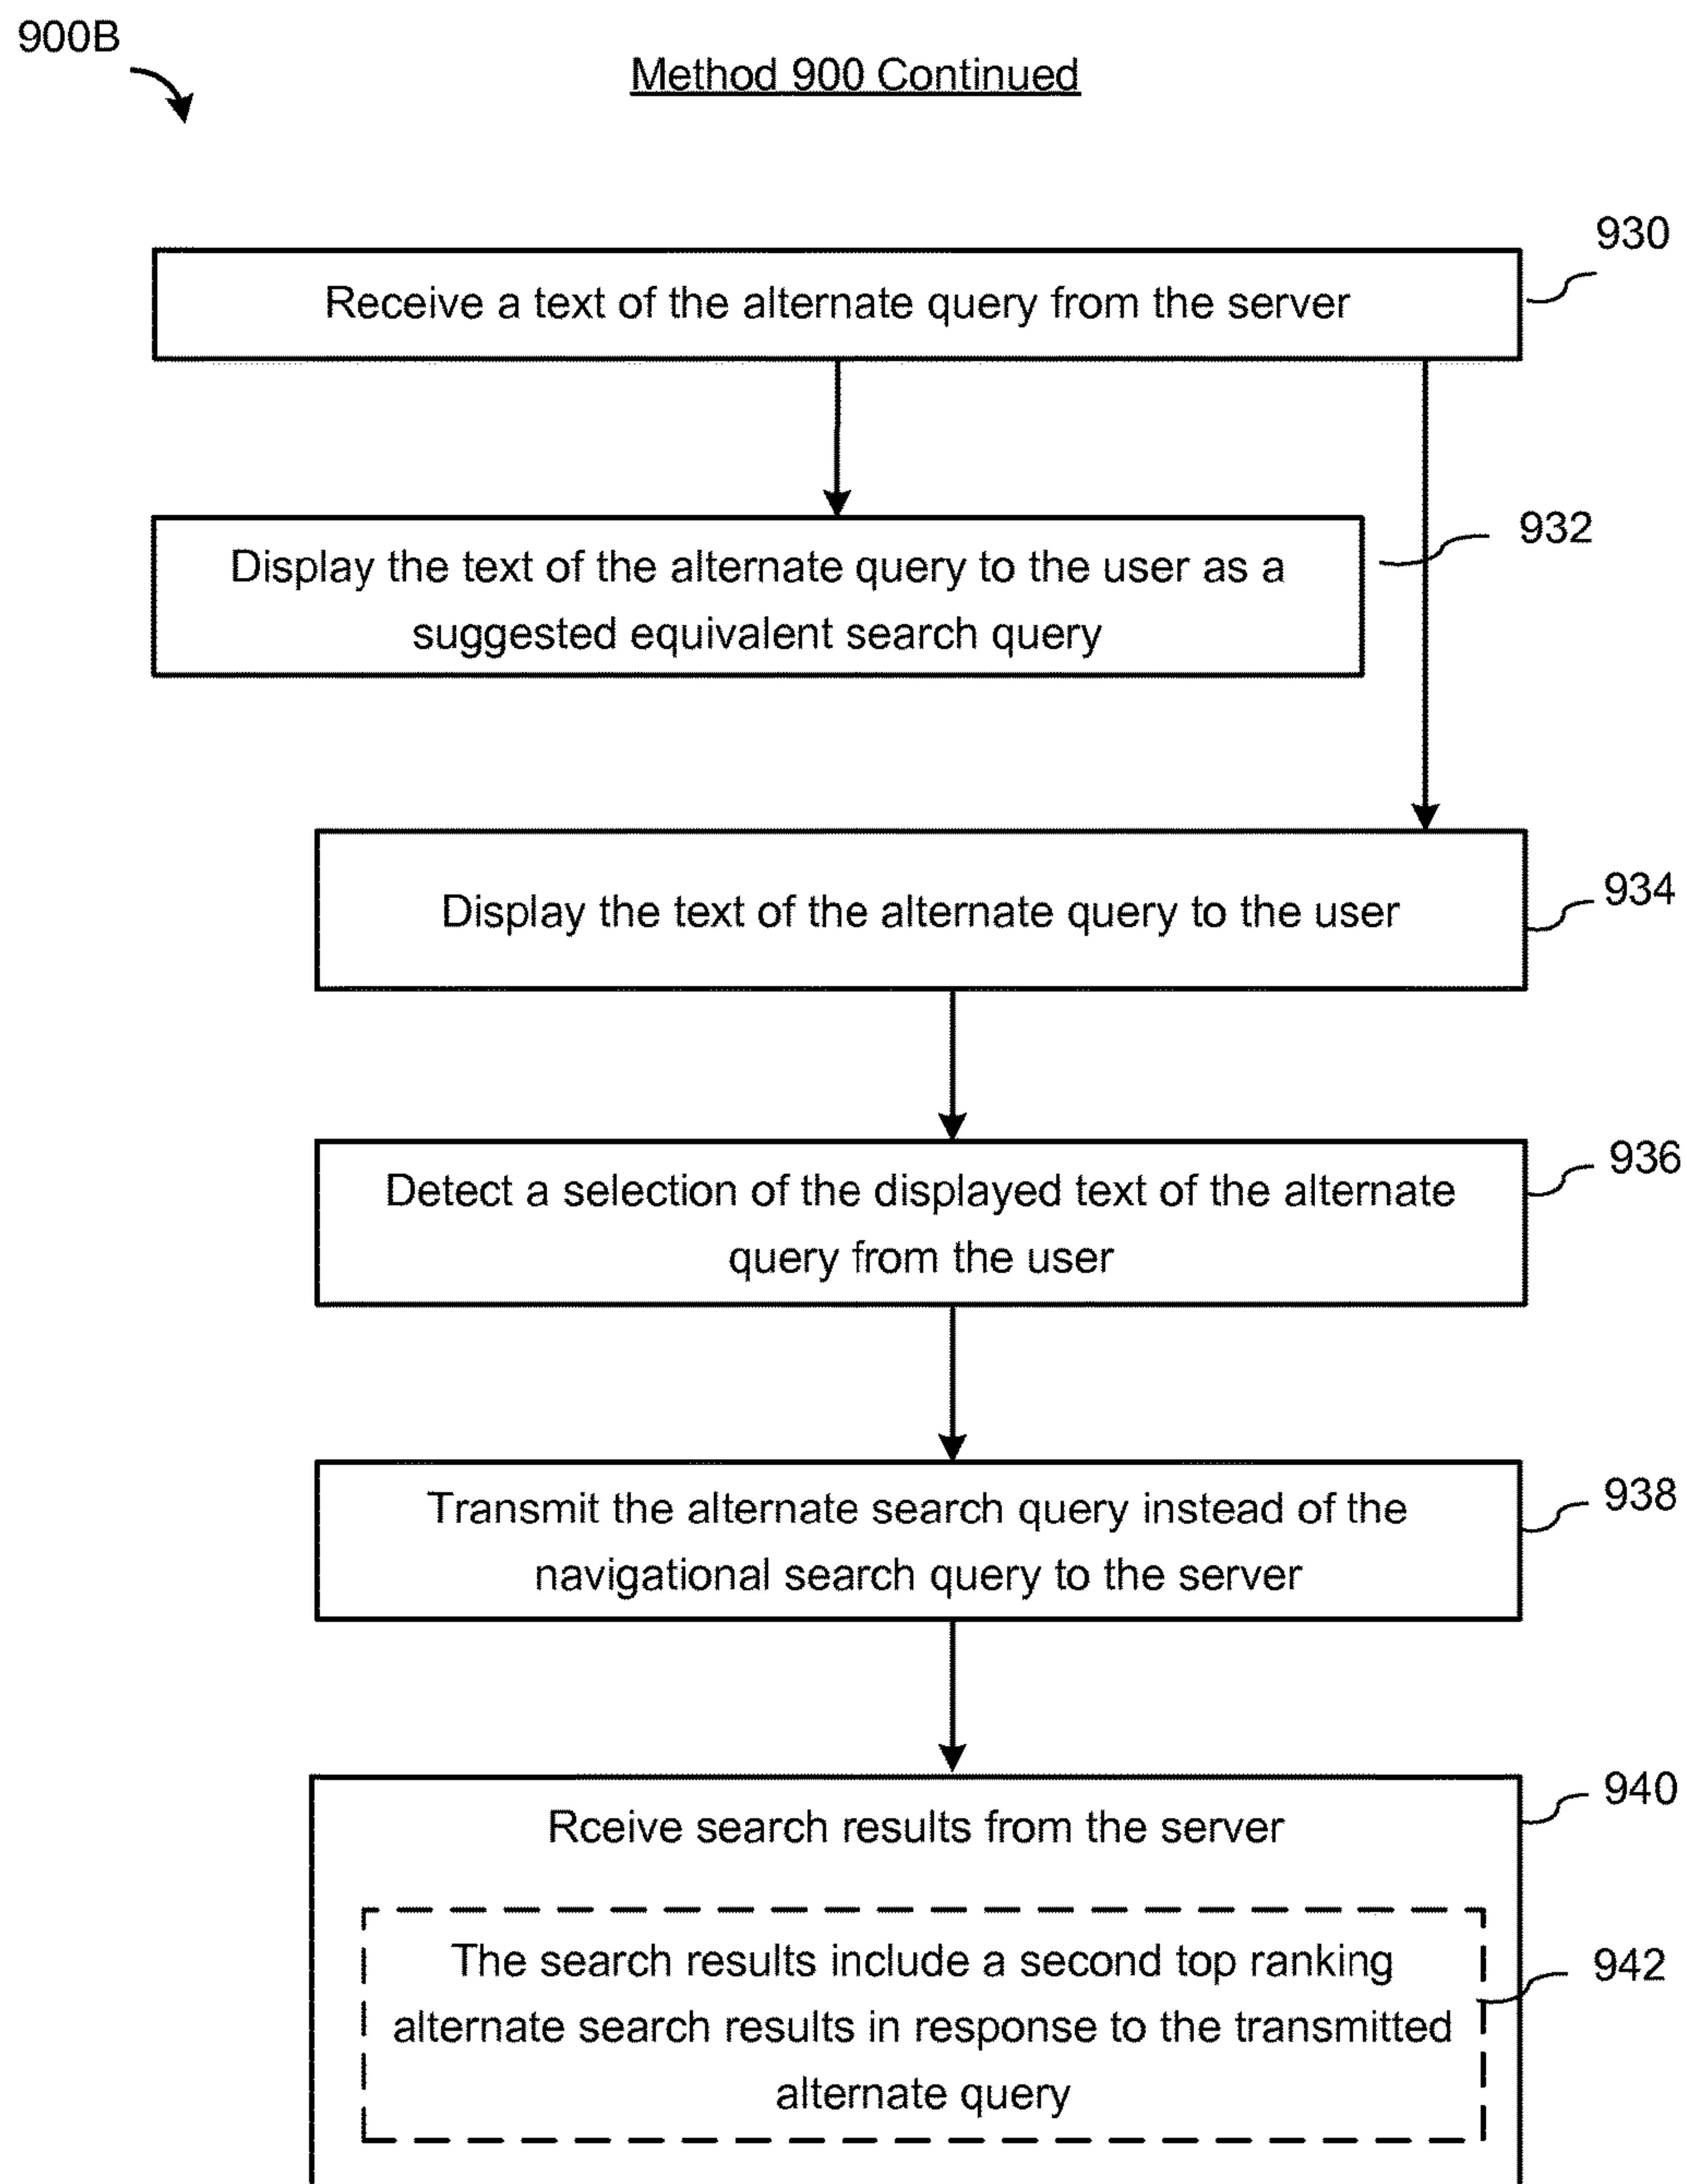 900B
Method 900 Continued
930
Receive a text of the alternate query from the server
932
Display the text of the alternate query to the user as a
suggested equivalent search query
934
Display the text of the alternate query to the user
936
Detect a selection of the displayed text of the alternate
query from the user
938
Transmit the alternate search query instead of the
navigational search query to the server
940
Rceive search results from the server
942
The search results include a second top ranking
alternate search results in response to the transmitted
alternate query